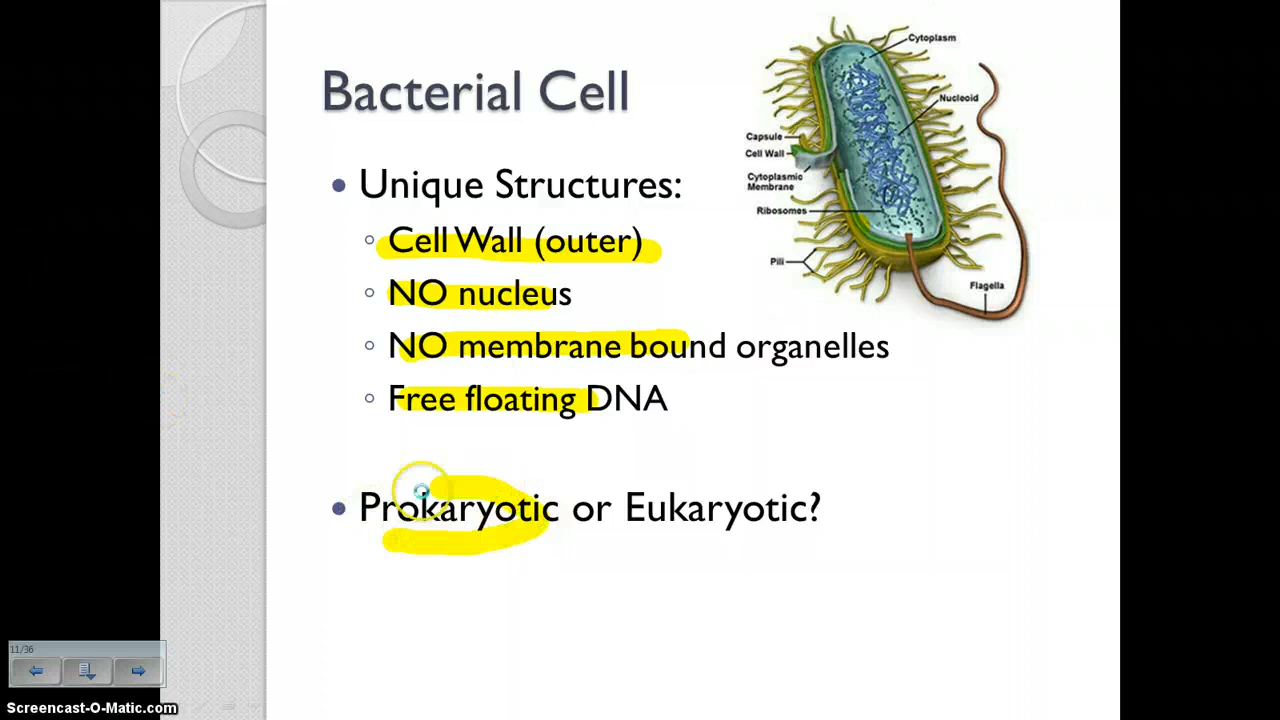 Bacterial Cell
Unique Structures:
Cell Wall (outer)
NO nucleus
NO membrane bound organelles
Free floating DNA
Prokaryotic or Eukaryotic?
Cytoplasm
Nucleoid
Capsule
Cell Wall
Cytoplasmic
Membrane
Ribosomes
Pili
Flagella
11/36
Screencast-O-Matic.com